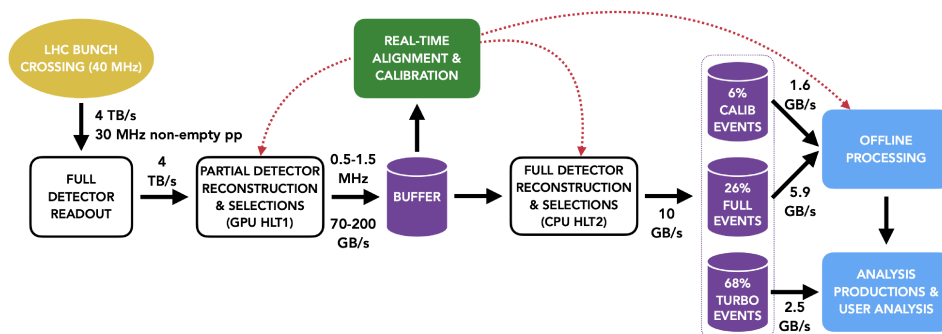 LHC BUNCH
CROSSING (40 MHz)
4 TB/s
30 MHz non-empty pp
FULL
DETECTOR
READOUT
4
TB/s
PARTIAL DETECTOR
RECONSTRUCTION
& SELECTIONS
(GPU HLT1)
0.5-1.5
MHz
70-200
GB/s
REAL-TIME
ALIGNMENT &
CALIBRATION
BUFFER
FULL DETECTOR
RECONSTRUCTION
& SELECTIONS
(CPU HLT2)
10
GB/s
6%
CALIB
EVENTS
26%
FULL
EVENTS
68%
TURBO
EVENTS
1.6
GB/s
5.9
GB/s
2.5
GB/s
OFFLINE
PROCESSING
ANALYSIS
PRODUCTIONS &
USER ANALYSIS